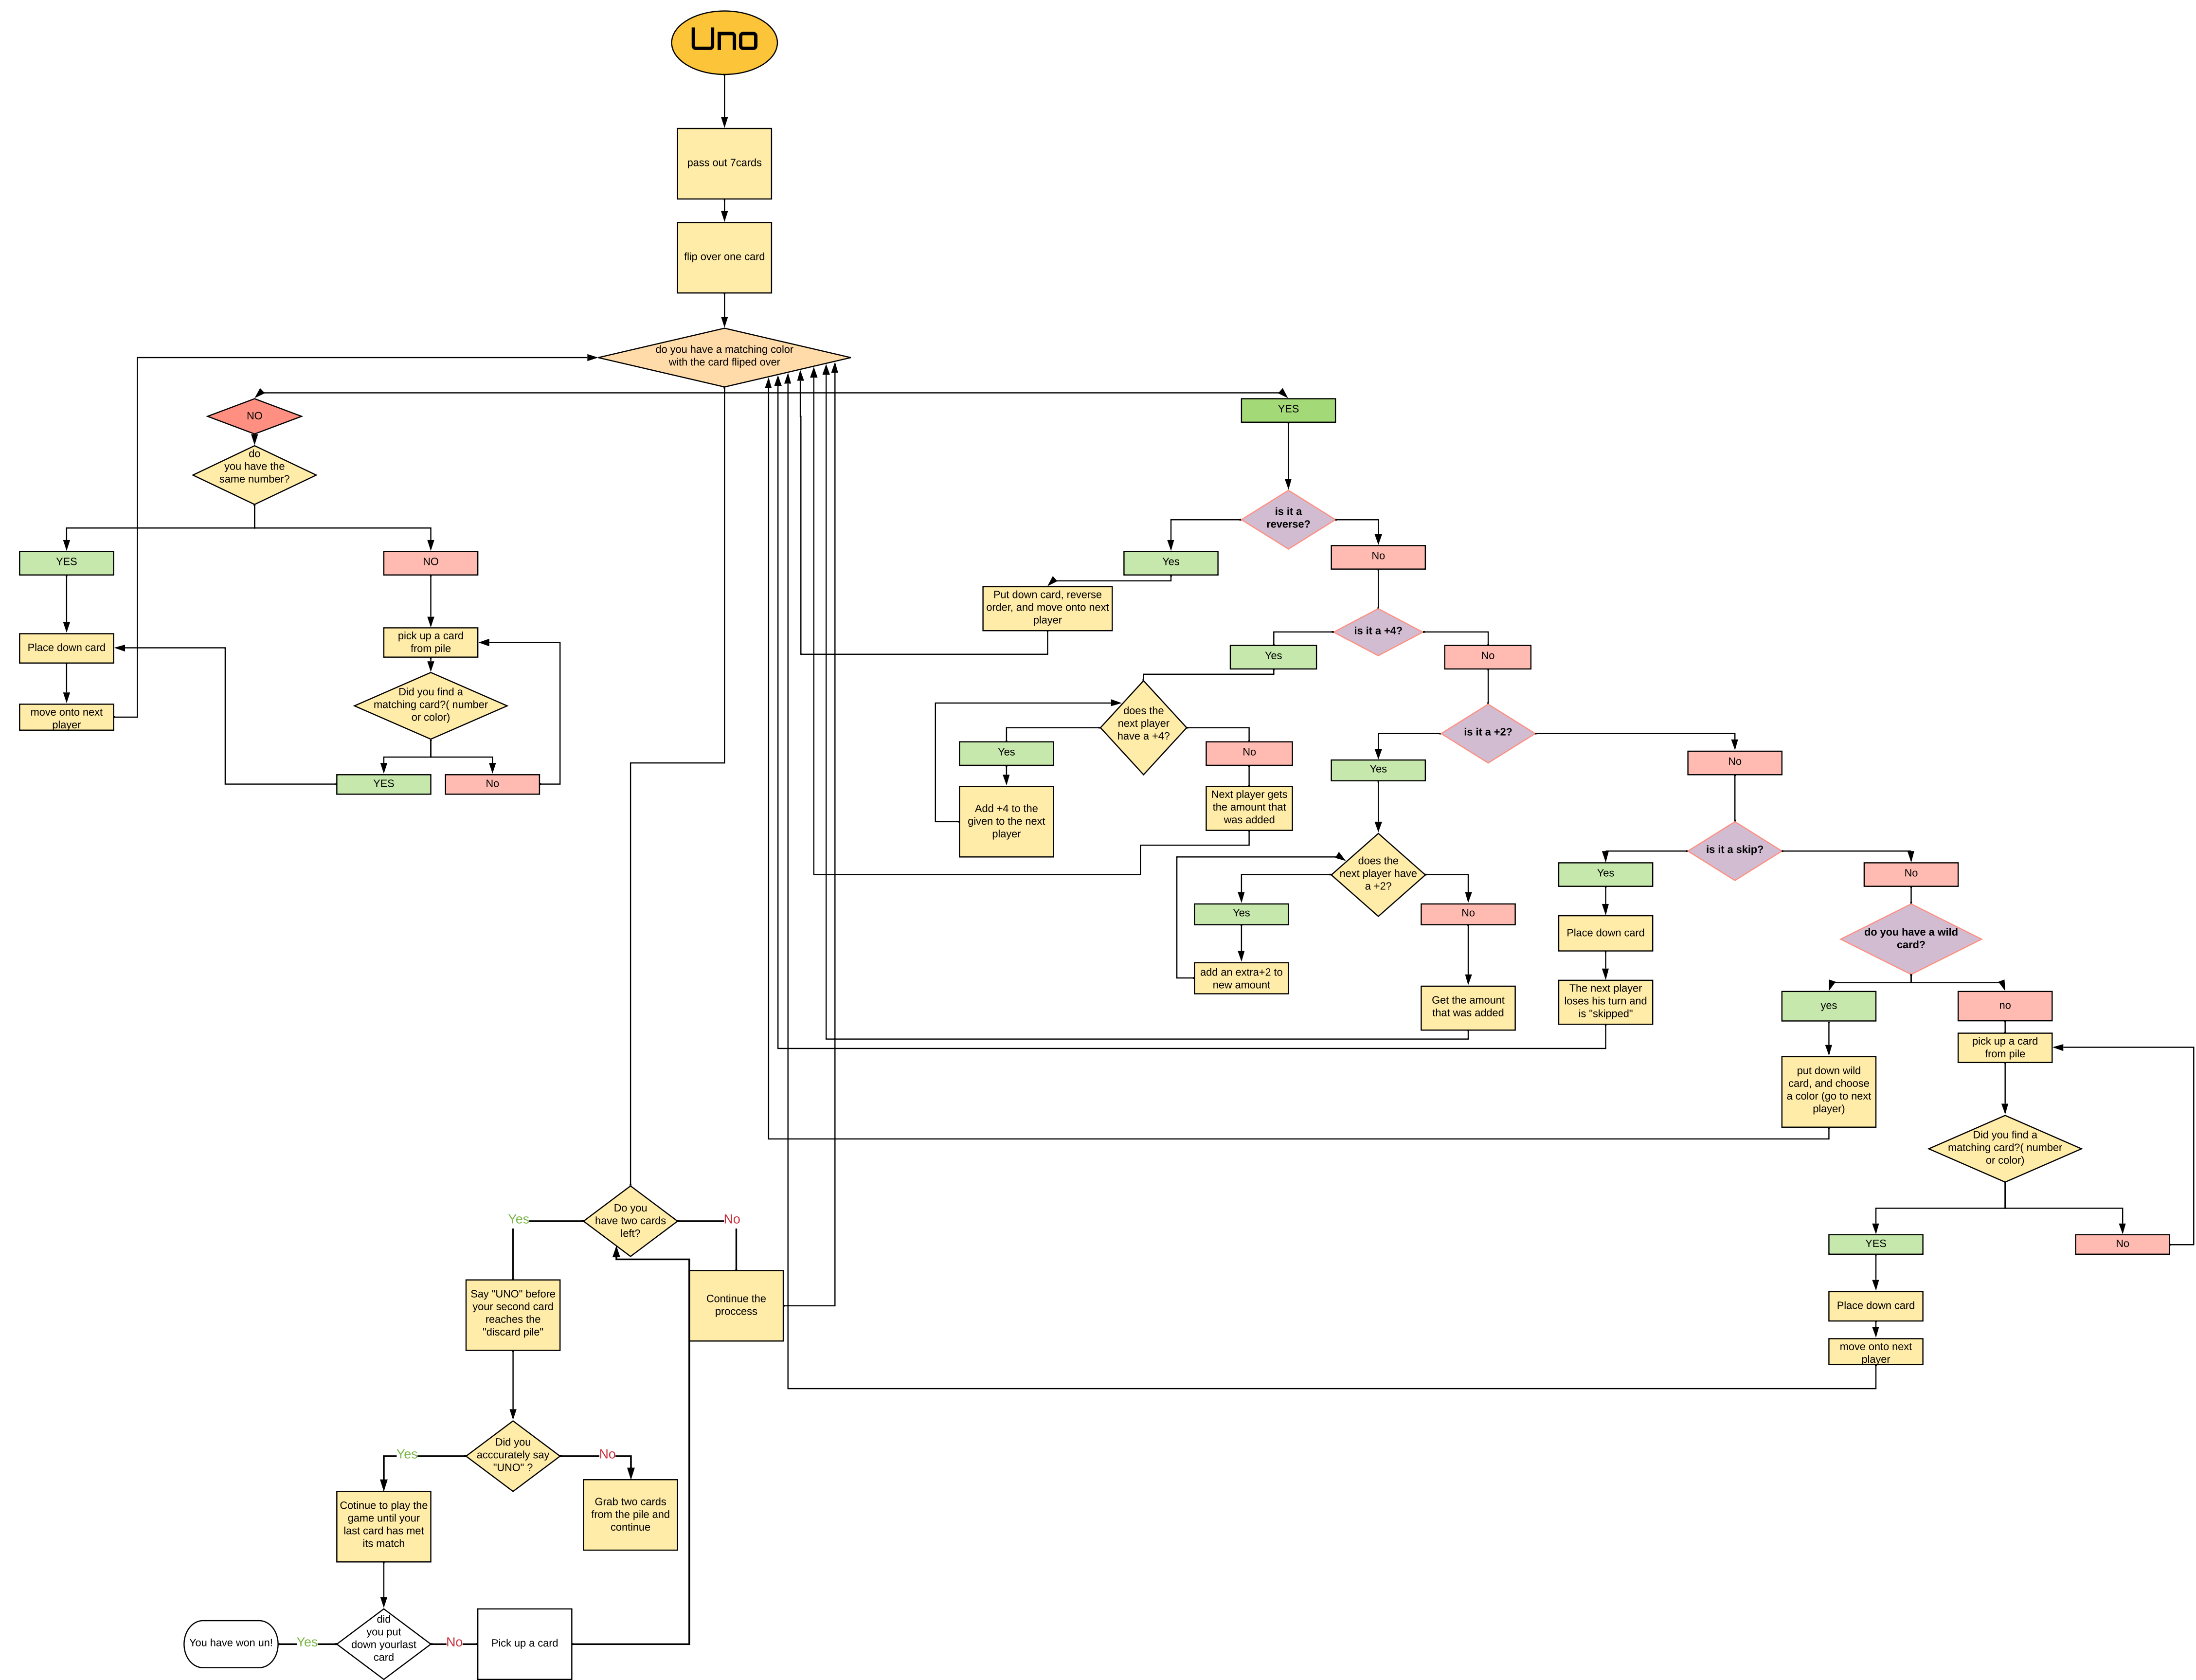 Uno
pass out 7cards
flip over one card
do you have a matching color
with the card fliped over
NO
do
you have the
same number?
YES
Place down card
move onto next
player
NO
pick up a card
from pile
Did you find a
matching card?( number
or color)
YES
No
YES
is it a
reverse?
Yes
Put down card, reverse
order, and move onto next
player
No
is it a +4?
Yes
does the
next player
have a +4?
Yes
Add +4 to the
given to the next
player
No
Next player gets
the amount that
was added
No
is it a +2?
Yes
does the
next player have
a +2?
Yes
add an extra+2 to
new amount
No
Get the amount
that was added
No
is it a skip?
Yes
Place down card
The next player
loses his turn and
is "skipped"
No
do you have a wild
card?
yes
put down wild
card, and choose
a color (go to next
player)
no
pick up a card
from pile
Did you find a
matching card?( number
or color)
YES
Place down card
move onto next
player
No
Do you
have two cards
left?
Yes
No
Say "UNO" before
your second card
reaches the
"discard pile"
Continue the
proccess
Did you
acccurately say
"UNO" ?
Yes
No
Cotinue to play the
game until your
last card has met
its match
Grab two cards
from the pile and
continue
did
you put
down yourlast
card
Yes
You have won un!
No
Pick up a card